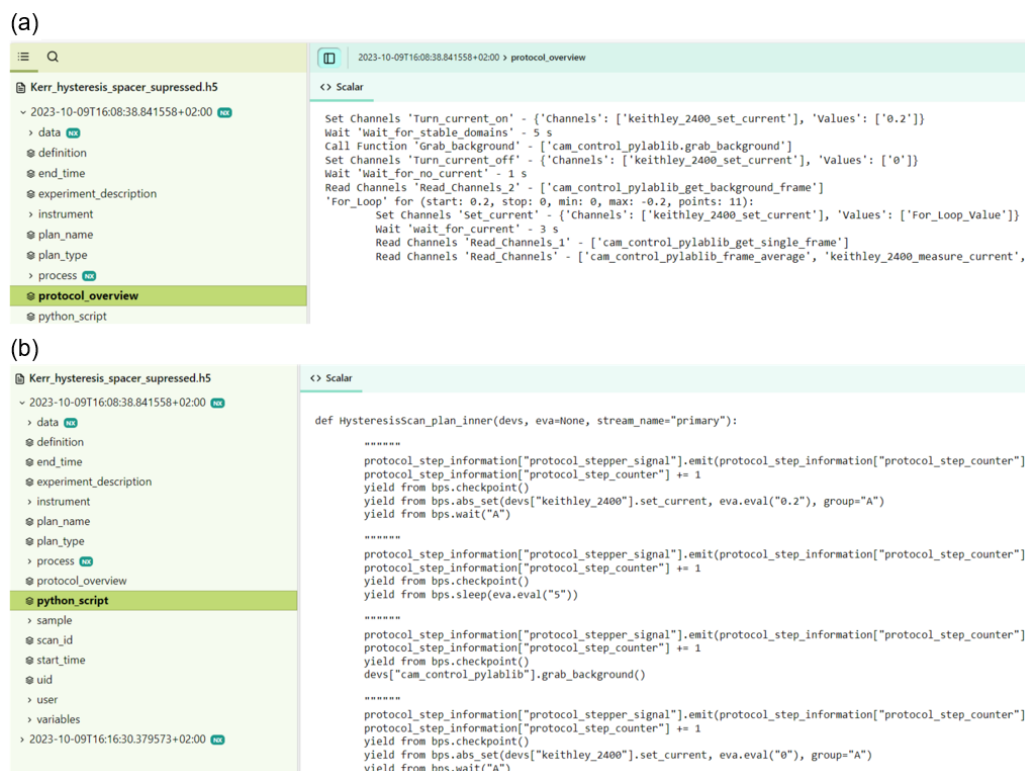 (a)
2023-10-09T16:08:38.841558+02:00 > protocol_overview
Kerr_hysteresis_spacer_supressed.h5
<> Scalar
2023-10-09T16:08:38.841558+02:00 NX
> data NX
definition
end_time
experiment_description
> instrument
plan_name
plan_type
> process NX
protocol_overview
python_script
Set Channels 'Turn_current_on' - {'Channels': ['keithley_2400_set_current'], 'Values': ['0.2']}
Wait 'Wait_for_stable_domains' - 5 s
Call Function 'Grab_background' - ['cam_control_pylablib.grab_background']
Set Channels 'Turn_current_off' - {'Channels': ['keithley_2400_set_current'], 'Values': ['0']}
Wait 'Wait_for_no_current' - 1 s
Read Channels 'Read_Channels_2' - ['cam_control_pylablib_get_background_frame']
'For_Loop' for (start: 0.2, stop: 0, min: 0, max: -0.2, points: 11):
Set Channels 'Set_current' - {'Channels': ['keithley_2400_set_current'], 'Values': ['For_Loop_Value']}
Wait 'wait_for_current' - 3 s
Read Channels 'Read_Channels_1' - ['cam_control_pylablib_get_single_frame']
Read Channels 'Read_Channels' - ['cam_control_pylablib_frame_average', 'keithley_2400_measure_current',
(b)
Kerr_hysteresis_spacer_supressed.h5
<> Scalar
2023-10-09T16:08:38.841558+02:00 NX
> data NX
definition
end_time
experiment_description
> instrument
plan_name
plan_type
> process NX
protocol_overview
python_script
> sample
scan_id
start_time
uid
> user
> variables
> 2023-10-09T16:16:30.379573+02:00 NX
def HysteresisScan_plan_inner(devs, eva=None, stream_name="primary"):
""""""
protocol_step_information["protocol_stepper_signal"].emit(protocol_step_information["protocol_step_counter"]
protocol_step_information["protocol_step_counter"] += 1
yield from bps.checkpoint()
yield from bps.abs_set(devs["keithley_2400"].set_current, eva.eval("0.2"), group="A")
yield from bps.wait("A")
""""""
protocol_step_information["protocol_stepper_signal"].emit(protocol_step_information["protocol_step_counter"]
protocol_step_information["protocol_step_counter"] += 1
yield from bps.checkpoint()
yield from bps.sleep(eva.eval("5"))
""""""
protocol_step_information["protocol_stepper_signal"].emit(protocol_step_information["protocol_step_counter"]
protocol_step_information["protocol_step_counter"] += 1
yield from bps.checkpoint()
devs["cam_control_pylablib"].grab_background()
""""""
protocol_step_information["protocol_stepper_signal"].emit(protocol_step_information["protocol_step_counter"]
protocol_step_information["protocol_step_counter"] += 1
yield from bps.checkpoint()
yield from bps.abs_set(devs["keithley_2400"].set_current, eva.eval("0"), group="A")
yield from bps.wait("A")